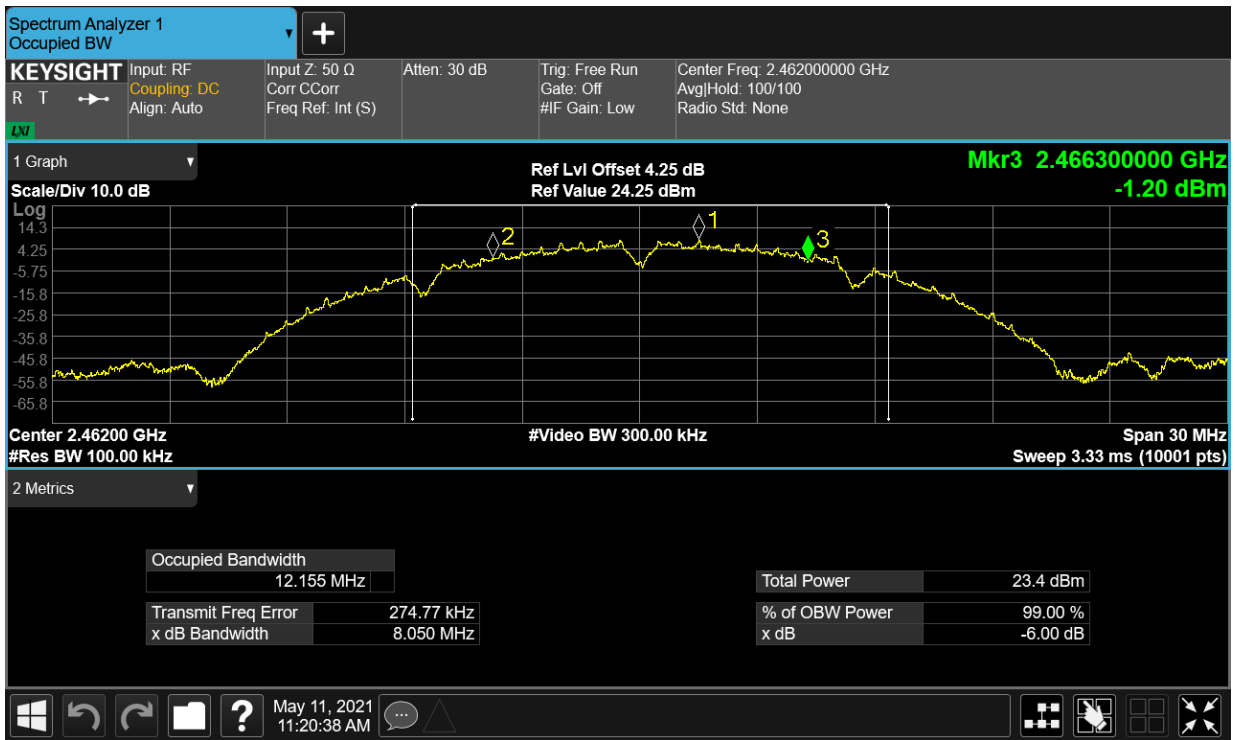 Spectrum Analyzer 1
Occupied BW
▼
+
KEYSIGHT
R T
LXI
Input: RF
Coupling: DC
Align: Auto
Input Z: 50 Ω
Corr CCorr
Freq Ref: Int (S)
Atten: 30 dB
Trig: Free Run
Gate: Off
#IF Gain: Low
Center Freq: 2.462000000 GHz
Avg|Hold: 100/100
Radio Std: None
1 Graph ▼
Scale/Div 10.0 dB
Ref Lvl Offset 4.25 dB
Ref Value 24.25 dBm
Mkr3 2.466300000 GHz
-1.20 dBm
Log
14.3
4.25
-5.75
-15.8
-25.8
-35.8
-45.8
-55.8
-65.8
2
1
3
Center 2.46200 GHz
#Res BW 100.00 kHz
#Video BW 300.00 kHz
Span 30 MHz
Sweep 3.33 ms (10001 pts)
2 Metrics ▼
Occupied Bandwidth
12.155 MHz
Transmit Freq Error 274.77 kHz
x dB Bandwidth 8.050 MHz
Total Power 23.4 dBm
% of OBW Power 99.00 %
x dB -6.00 dB
?
May 11, 2021
11:20:38 AM